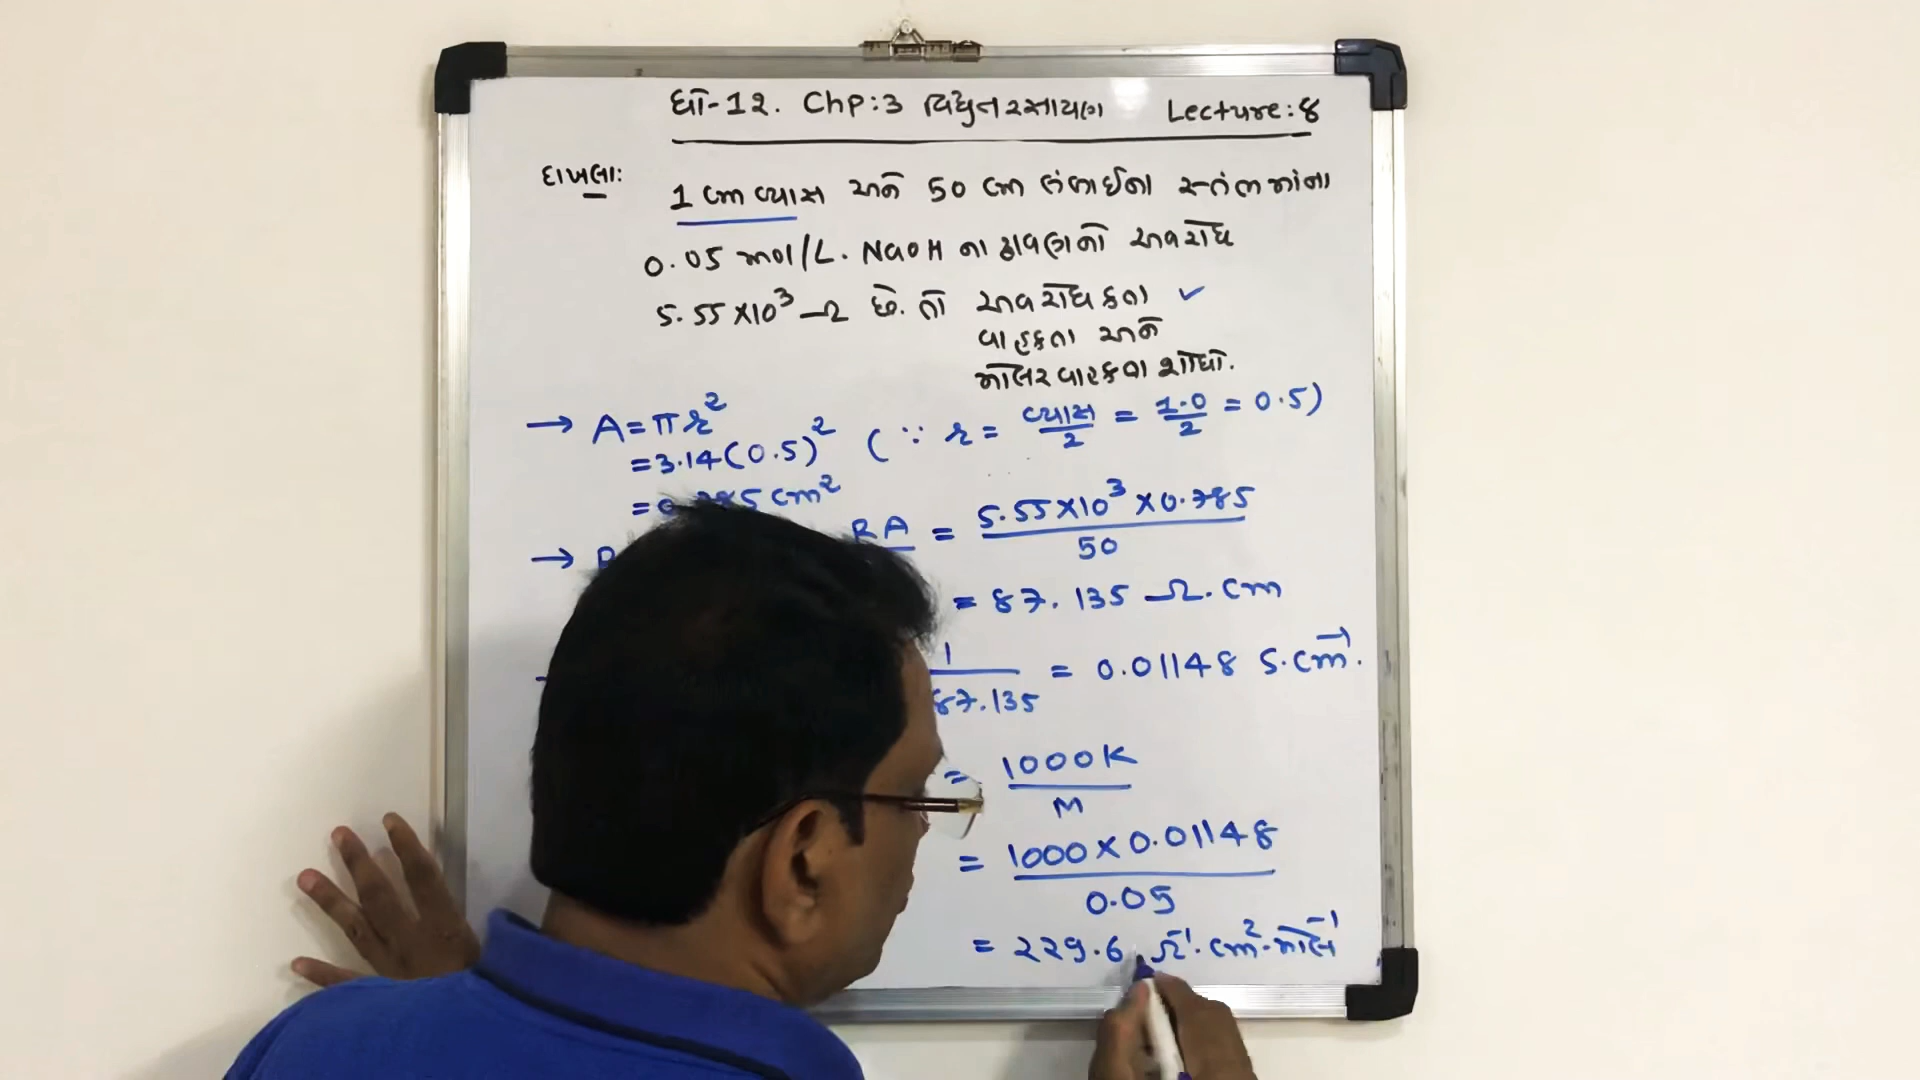 ધો-12. Chp:3 વિધુત રસાયણ Lecture:8
દાખલા:
1 cm વ્યાસ અને 50 cm લંબાઈના સ્તંભમાંના
0.05 mol/L. NaOH ના દ્રાવણનો અવરોધ
5.55×10³ Ω છે. તો અવરોધકતા ✓
વાહકતા અને
મોલર વાહકતા શોધો.
→ A=πr² (∵ r = વ્યાસ/2 = 1.0/2 = 0.5)
=3.14(0.5)²
cm²
→ RA = 5.55×10³×0.785/50
= 87.135 Ω.cm
1/87.135 = 0.01148 S.cm⁻¹.
= 1000K/M
= 1000×0.01148/0.05
= 229.6 Ω⁻¹.cm².મોલ⁻¹